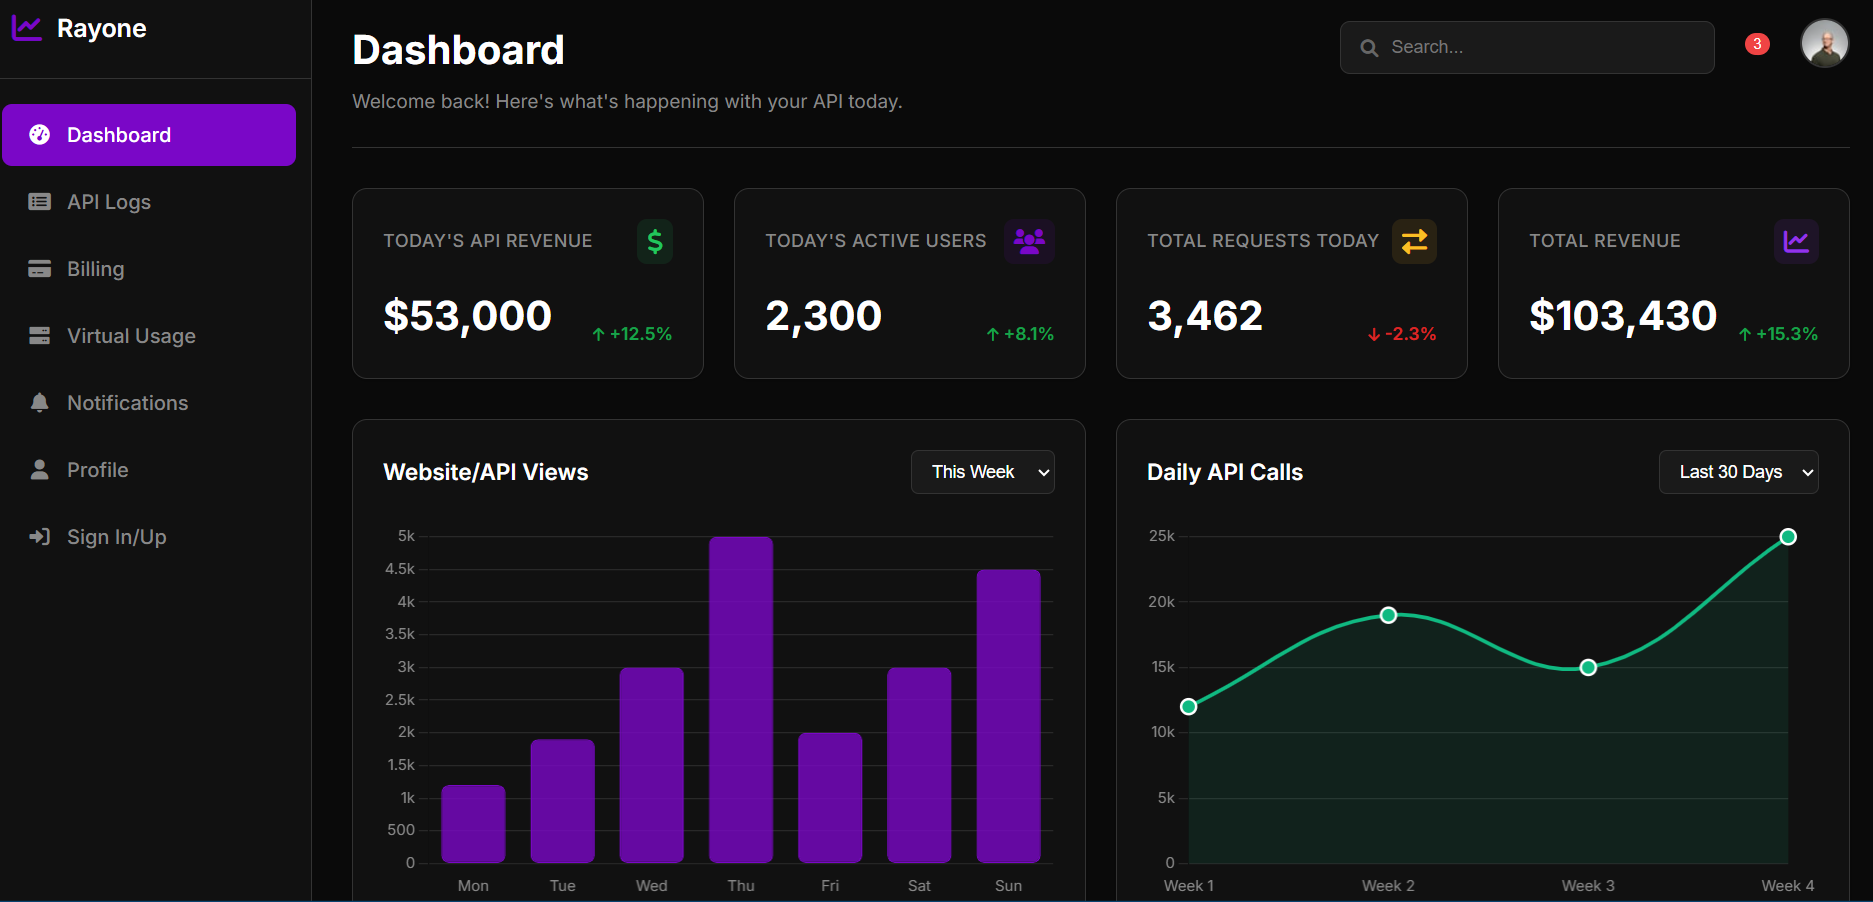 Rayone
Dashboard
API Logs
Billing
Virtual Usage
Notifications
Profile
Sign In/Up
Dashboard
Welcome back! Here's what's happening with your API today.
Search...
3
TODAY'S API REVENUE
$53,000
+12.5%
TODAY'S ACTIVE USERS
2,300
+8.1%
TOTAL REQUESTS TODAY
3,462
-2.3%
TOTAL REVENUE
$103,430
+15.3%
Website/API Views
This Week
5k
4.5k
4k
3.5k
3k
2.5k
2k
1.5k
1k
500
0
Mon Tue Wed Thu Fri Sat Sun
Daily API Calls
Last 30 Days
25k
20k
15k
10k
5k
0
Week 1 Week 2 Week 3 Week 4